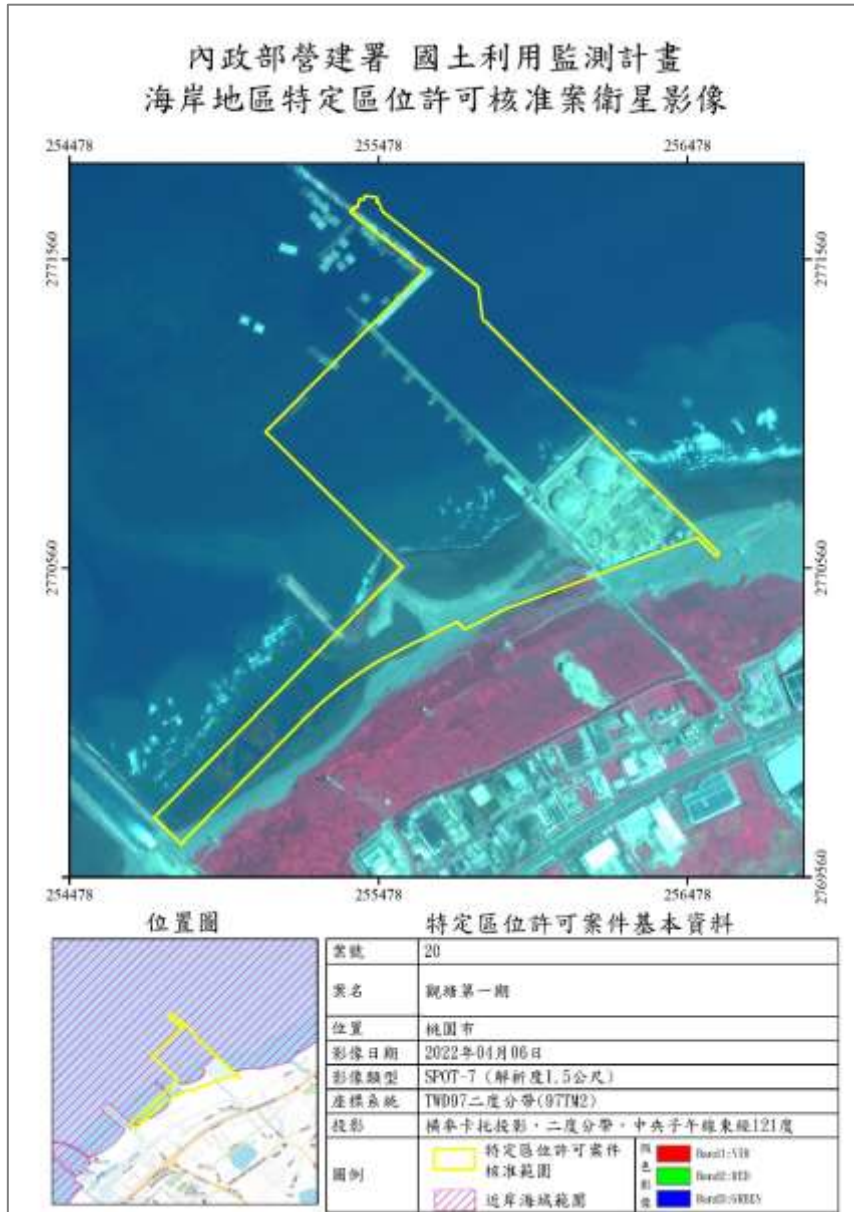 內政部營建署 國土利用監測計畫
海岸地區特定區位許可核准案衛星影像
254478 255478 256478
2771560 2771560
2770560 2770560
2769560
254478 255478 256478
位置圖
特定區位許可案件基本資料
案號 20
案名 觀塘第一期
位置 桃園市
影像日期 2022年04月06日
影像類型 SPOT-7 (解析度1.5公尺)
座標系統 TWD97二度分帶(97TM2)
投影 橫麥卡托投影，二度分帶，中央子午線東經121度
圖例
特定區位許可案件
核准範圍
近岸海域範圍
Band2:RED
Band3:GREEN